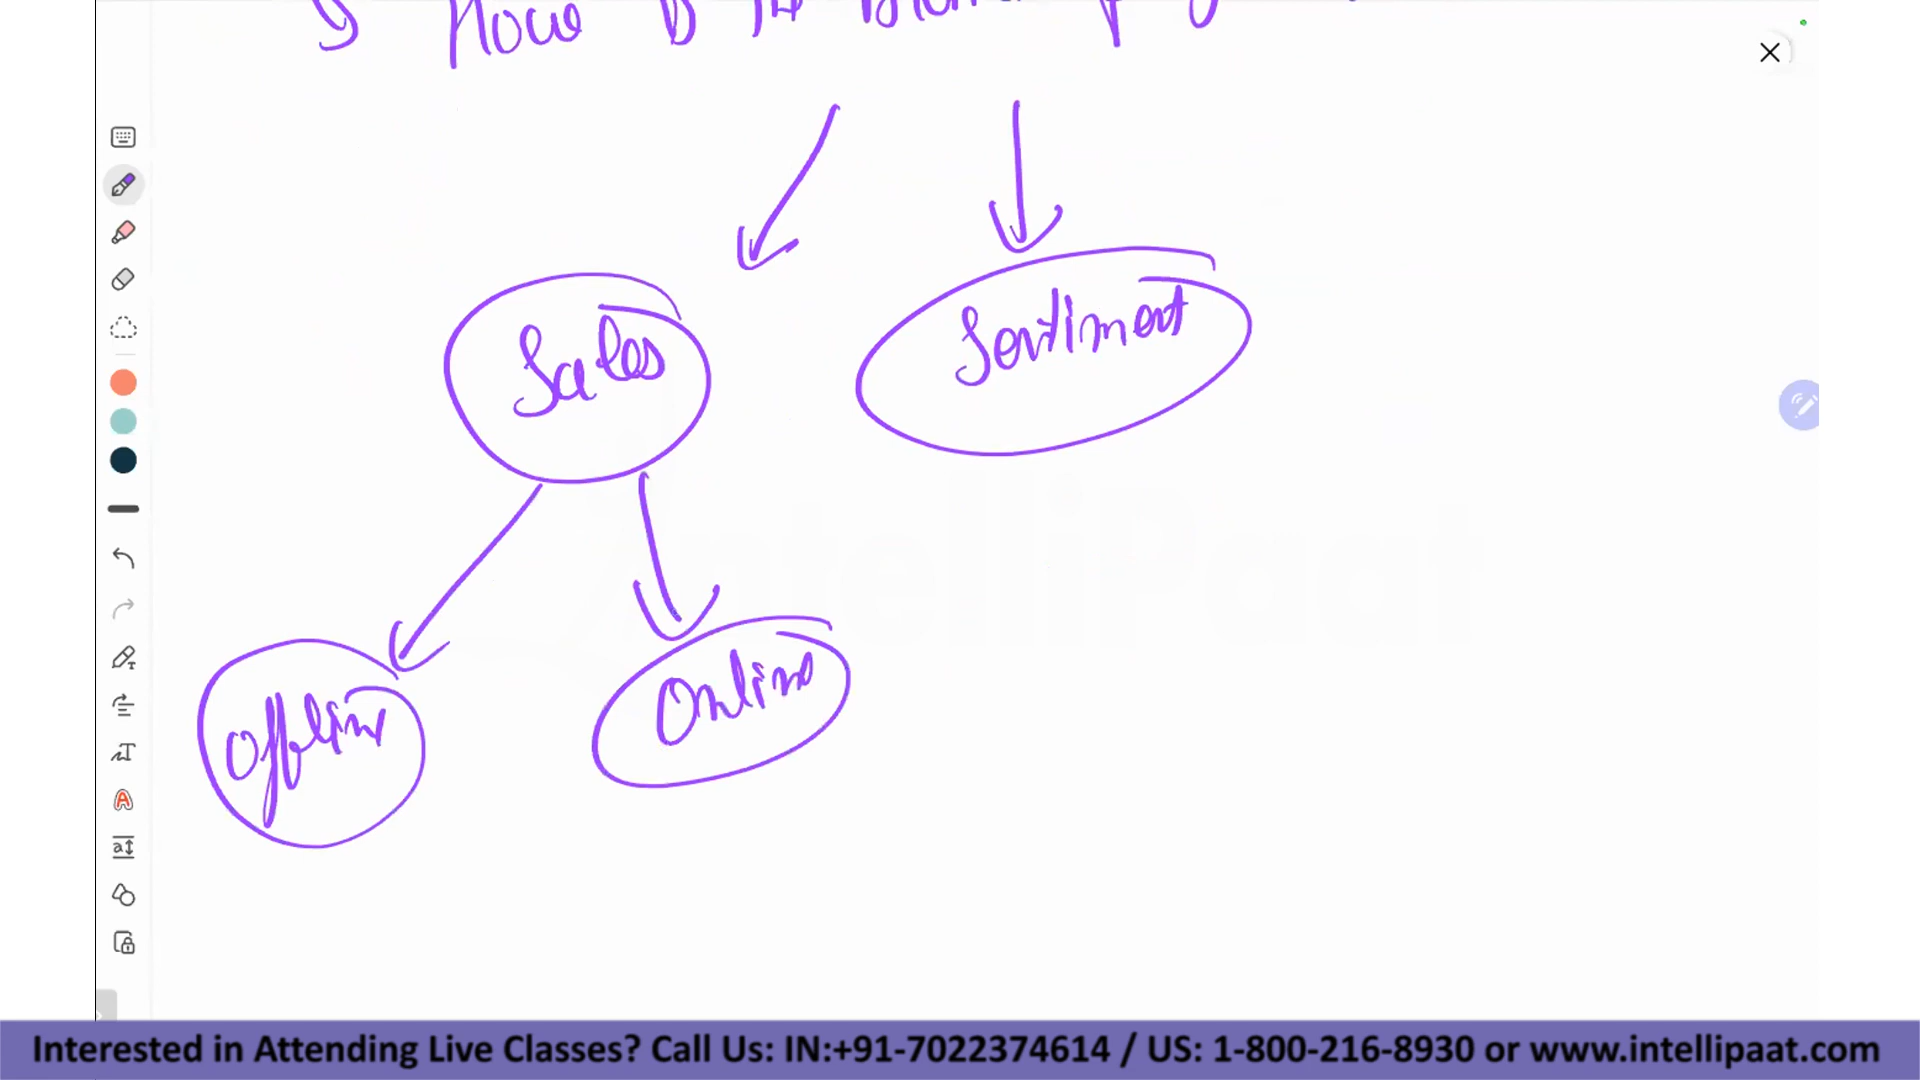 How
Sales
Sentiment
Offline
Online
IntelliPaat
Interested in Attending Live Classes? Call Us: IN:+91-7022374614 / US: 1-800-216-8930 or www.intellipaat.com